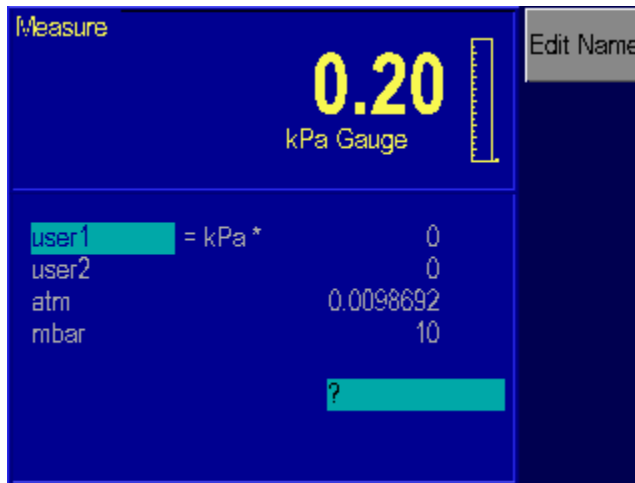 Measure
Edit Name
0.20
kPa Gauge
user1 = kPa * 0
user2 0
atm 0.0098692
mbar 10
?